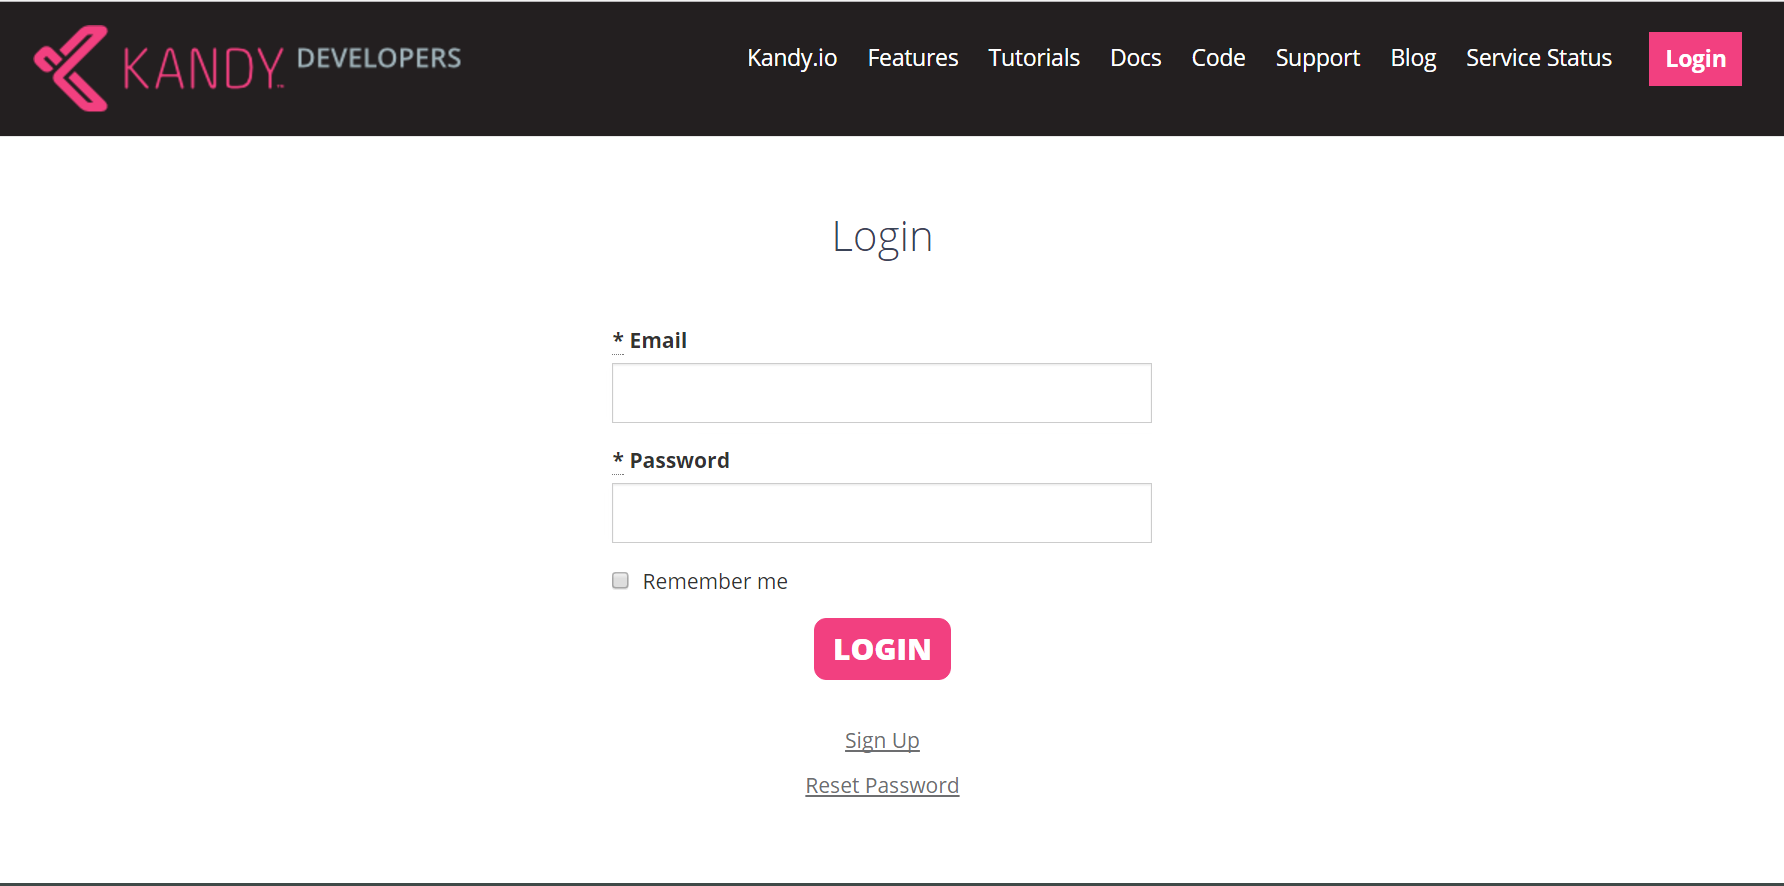 KANDY™ DEVELOPERS
Kandy.io Features Tutorials Docs Code Support Blog Service Status Login
Login
* Email
* Password
Remember me
LOGIN
Sign Up
Reset Password